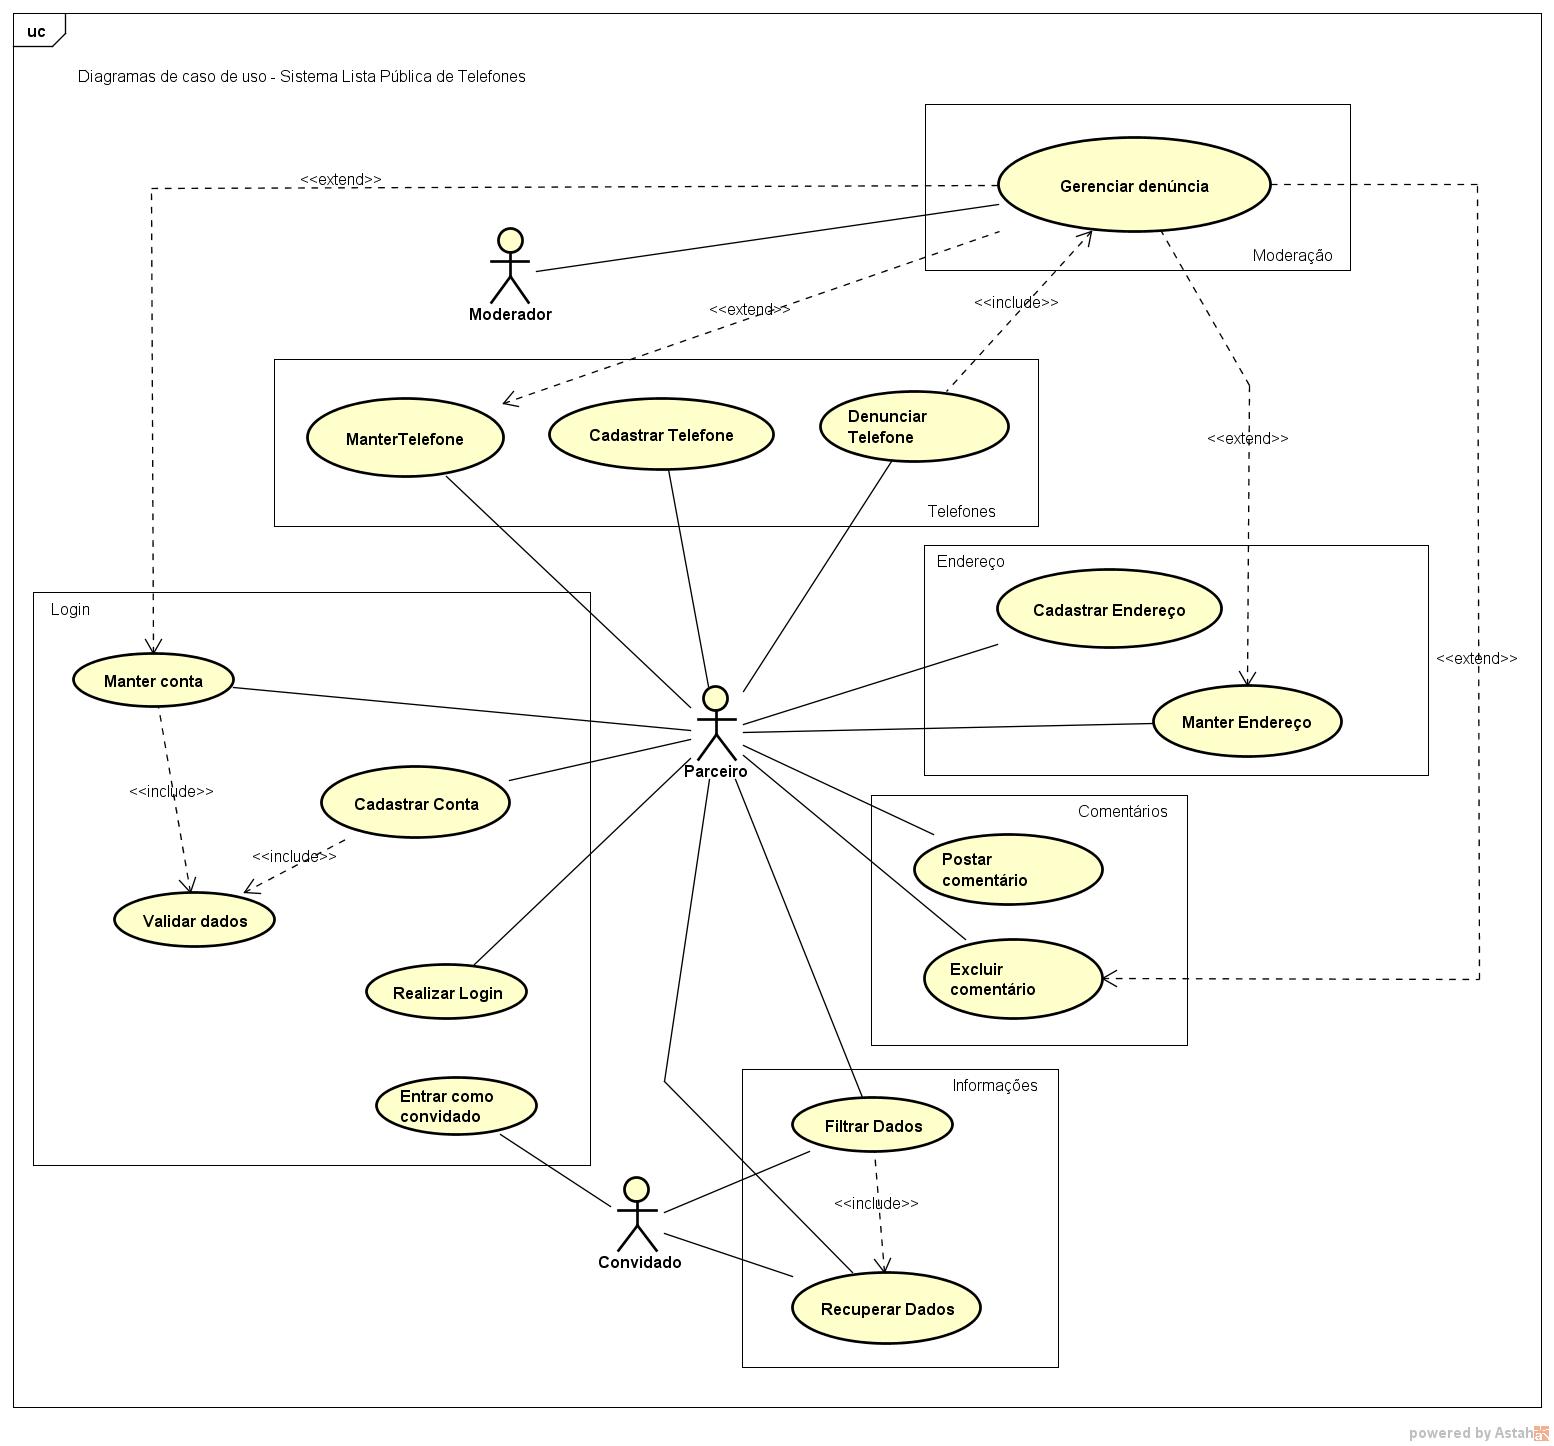 uc
Diagramas de caso de uso - Sistema Lista Pública de Telefones
<<extend>>
Gerenciar denúncia
Moderação
Moderador
<<extend>>
<<include>>
ManterTelefone
Cadastrar Telefone
Denunciar
Telefone
Telefones
<<extend>>
Endereço
Cadastrar Endereço
Manter Endereço
<<extend>>
Login
Manter conta
<<include>>
Cadastrar Conta
<<include>>
Validar dados
Realizar Login
Entrar como
convidado
Parceiro
Comentários
Postar
comentário
Excluir
comentário
Informações
Filtrar Dados
<<include>>
Recuperar Dados
Convidado
powered by Astah